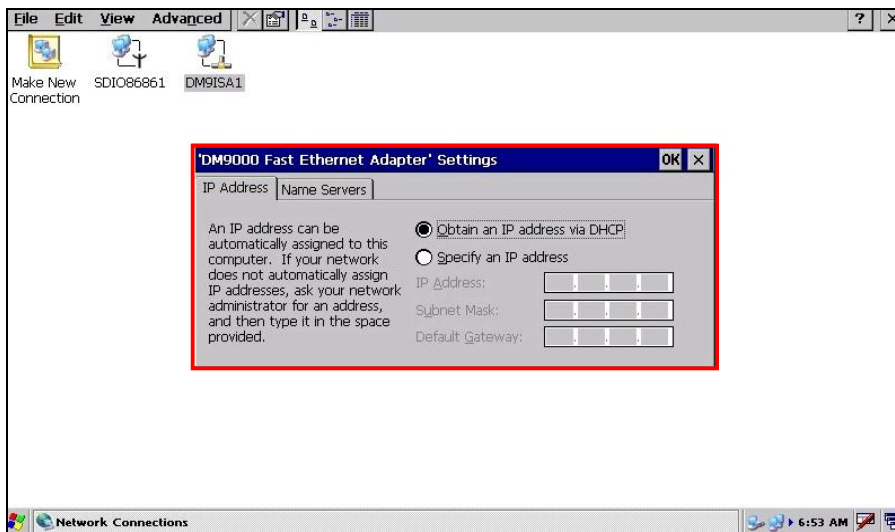 File Edit View Advanced ? ×
Make New Connection
SDIO86861
DM9ISA1
'DM9000 Fast Ethernet Adapter' Settings OK ×
IP Address Name Servers
An IP address can be
automatically assigned to this
computer. If your network
does not automatically assign
IP addresses, ask your network
administrator for an address,
and then type it in the space
provided.
Obtain an IP address via DHCP
Specify an IP address
IP Address:
Subnet Mask:
Default Gateway:
Network Connections 6:53 AM